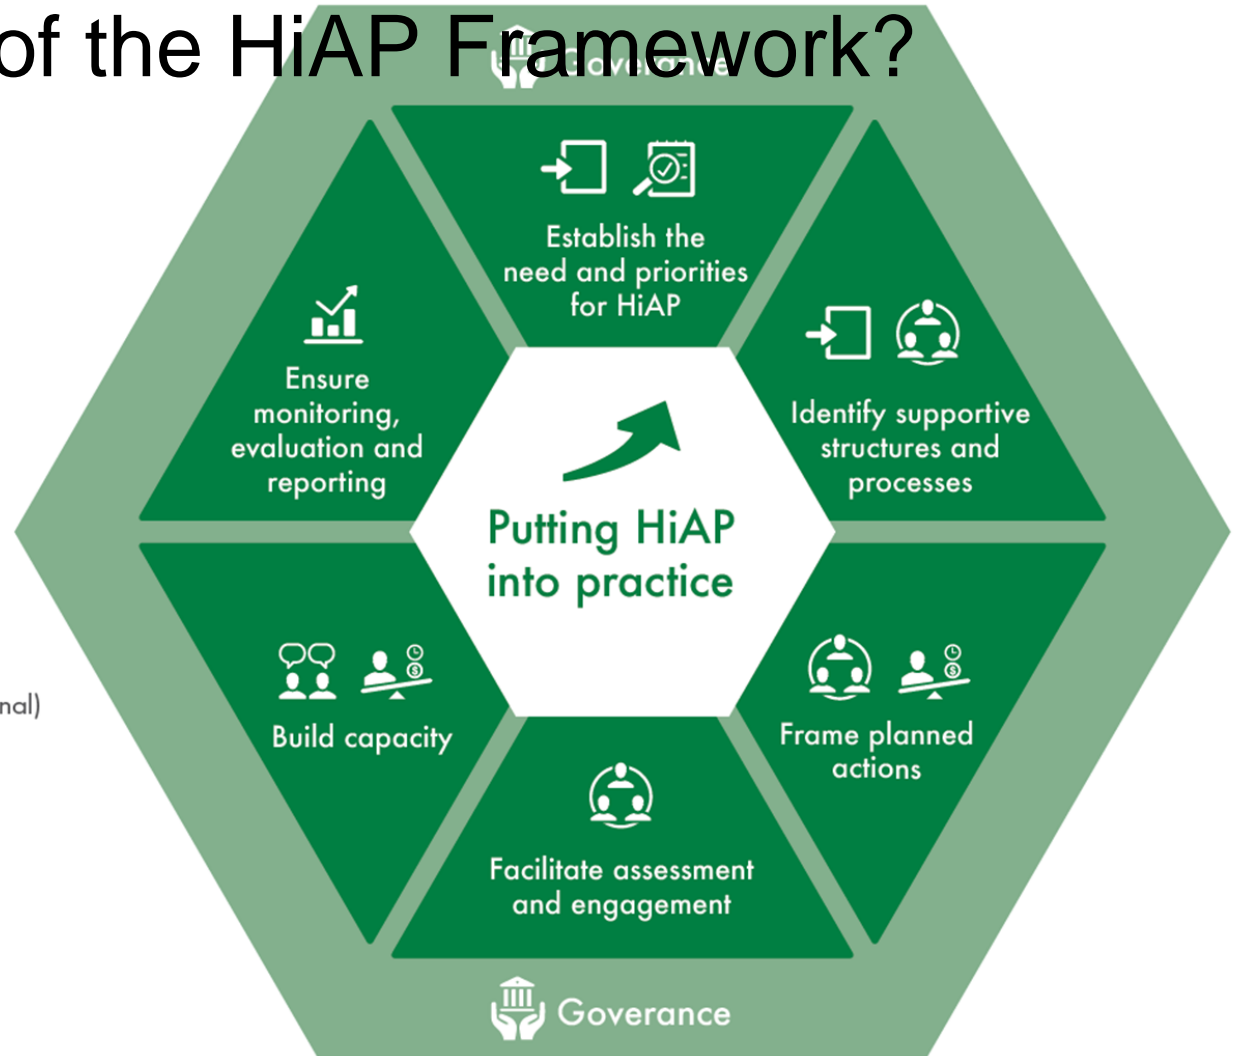 of the HiAP Framework?
Goverance
Establish the
need and priorities
for HiAP
Identify supportive
structures and
processes
Ensure
monitoring,
evaluation and
reporting
Putting HiAP
into practice
nal)
Build capacity
Frame planned
actions
Facilitate assessment
and engagement
Goverance